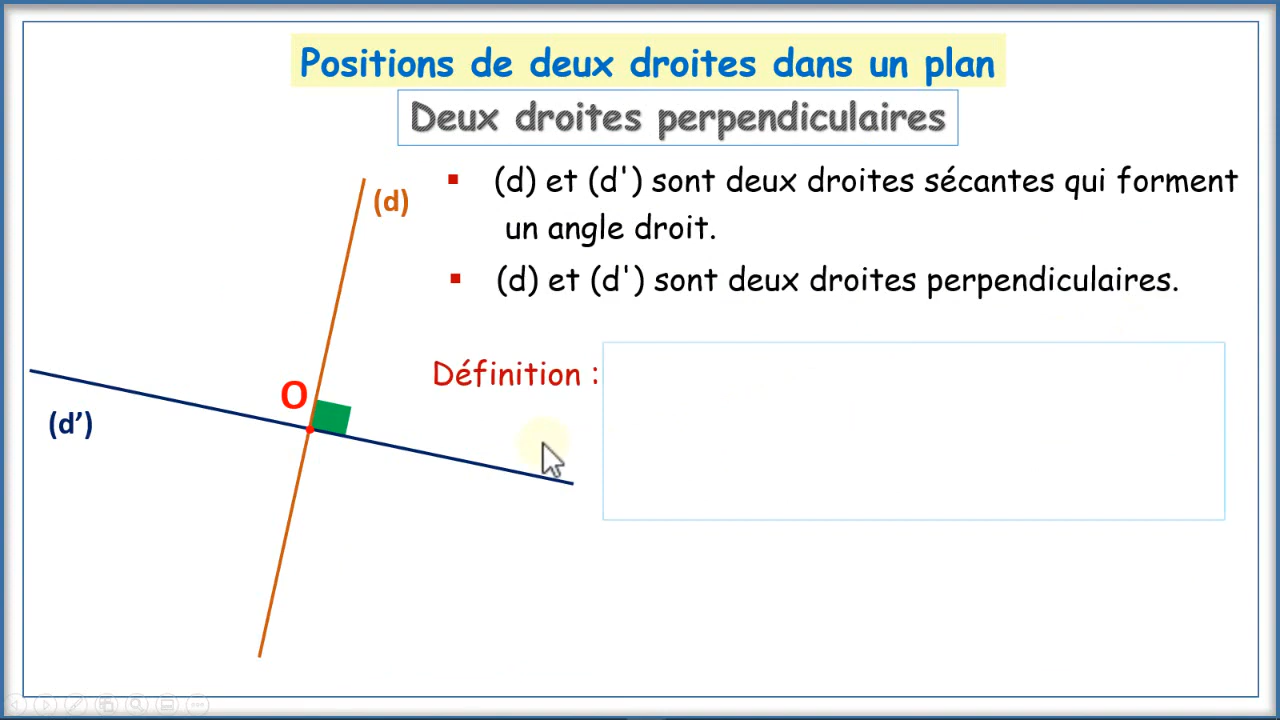 Positions de deux droites dans un plan
Deux droites perpendiculaires
(d) et (d') sont deux droites sécantes qui forment
un angle droit.
(d) et (d') sont deux droites perpendiculaires.
Définition :
(d)
O
(d’)